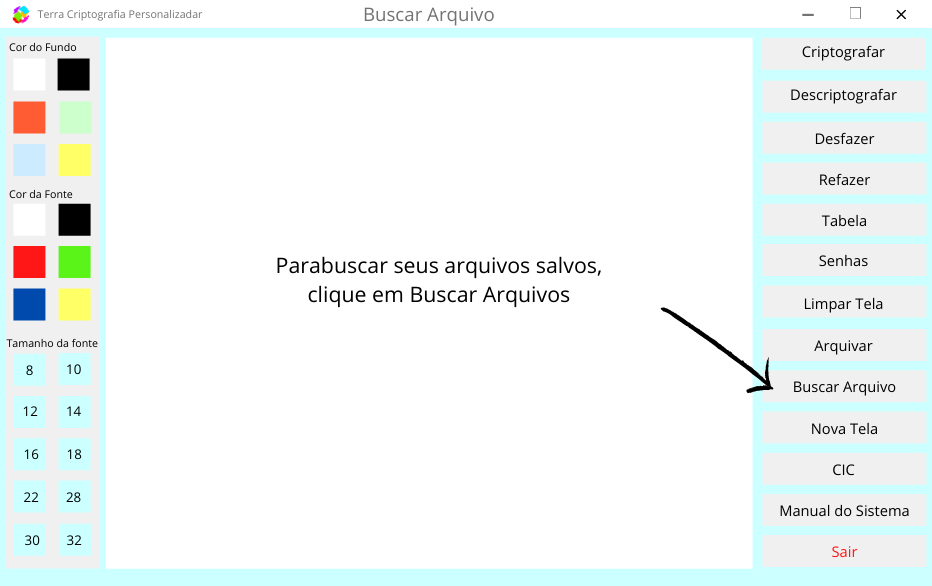 Terra Criptografia Personalizadar
Buscar Arquivo
Cor do Fundo
Cor da Fonte
Tamanho da fonte
8 10
12 14
16 18
22 28
30 32
Parabuscar seus arquivos salvos,
clique em Buscar Arquivos
Criptografar
Descriptografar
Desfazer
Refazer
Tabela
Senhas
Limpar Tela
Arquivar
Buscar Arquivo
Nova Tela
CIC
Manual do Sistema
Sair